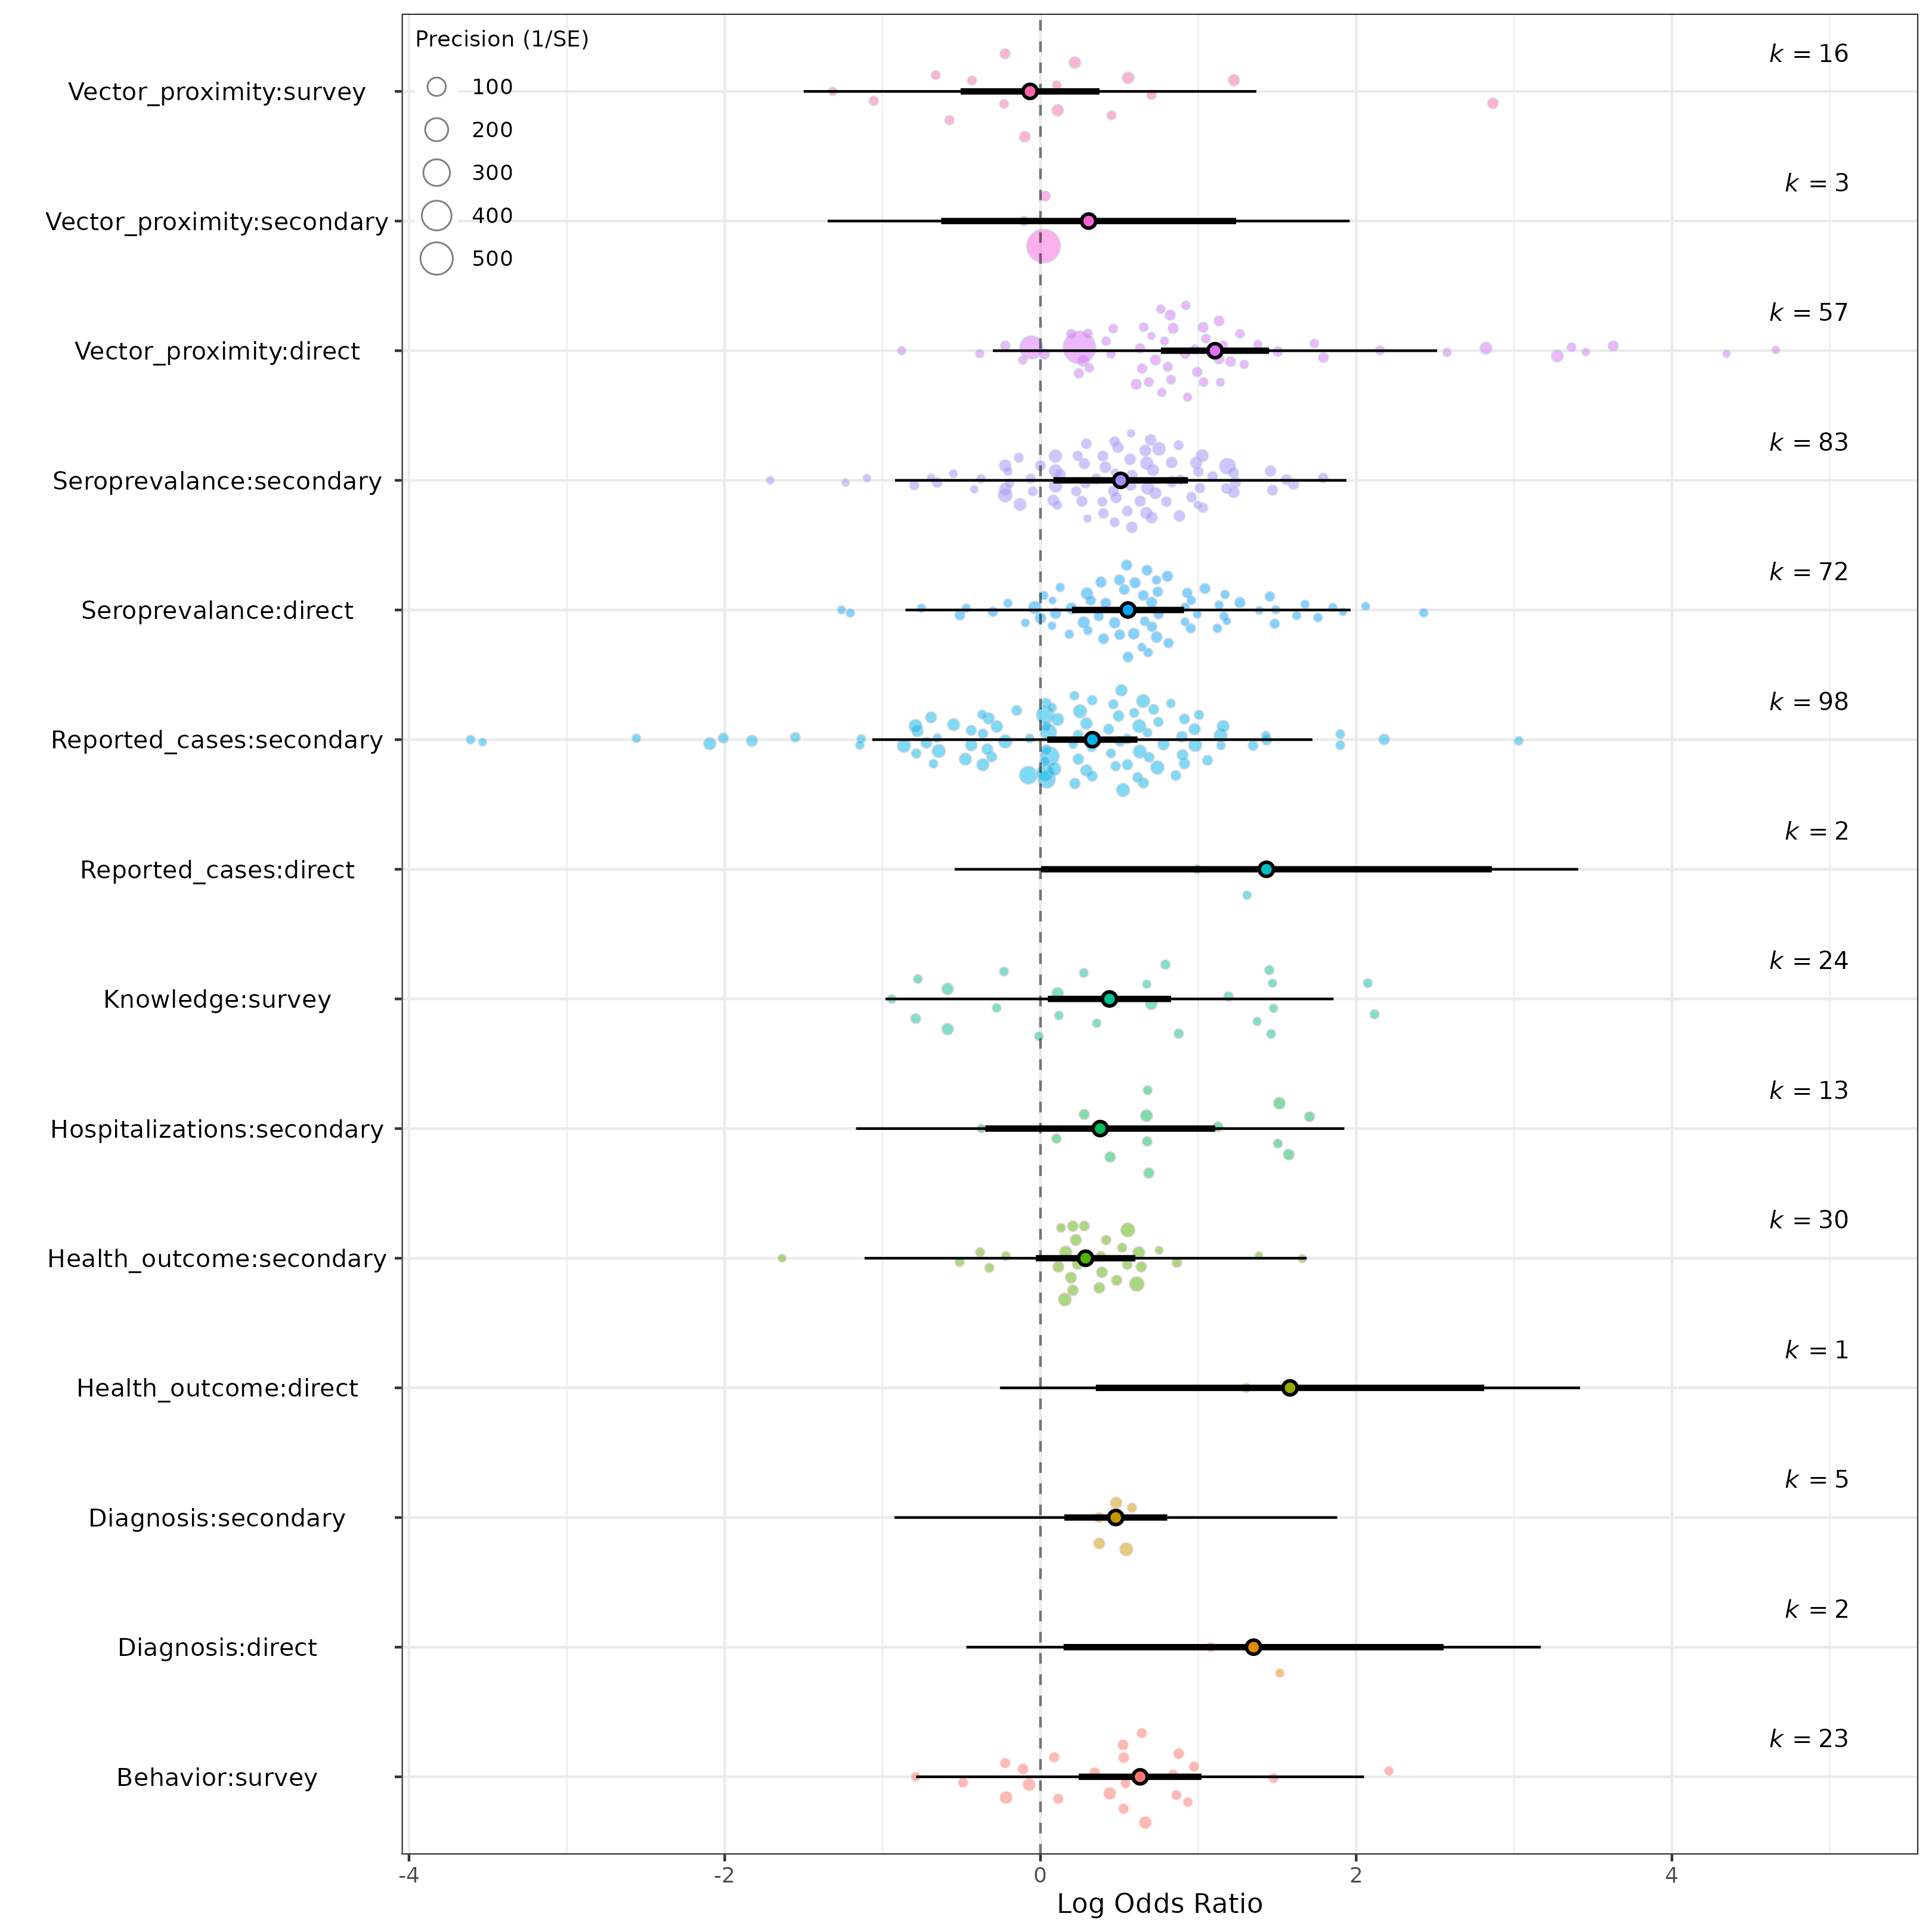 Precision (1/SE)
100
200
300
400
500
Vector_proximity:survey
k = 16
Vector_proximity:secondary
k = 3
Vector_proximity:direct
k = 57
Seroprevalance:secondary
k = 83
Seroprevalance:direct
k = 72
Reported_cases:secondary
k = 98
Reported_cases:direct
k = 2
Knowledge:survey
k = 24
Hospitalizations:secondary
k = 13
Health_outcome:secondary
k = 30
Health_outcome:direct
k = 1
Diagnosis:secondary
k = 5
Diagnosis:direct
k = 2
Behavior:survey
k = 23
-4 -2 0 2 4
Log Odds Ratio